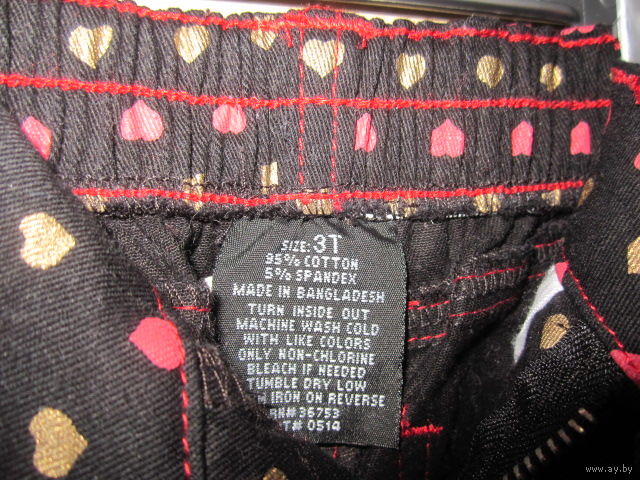 SIZE: 3T
95% COTTON
5% SPANDEX
MADE IN BANGLADESH
TURN INSIDE OUT
MACHINE WASH COLD
WITH LIKE COLORS
ONLY NON-CHLORINE
BLEACH IF NEEDED
TUMBLE DRY LOW
IRON ON REVERSE
RN# 36753
T# 0514
www.ay.by